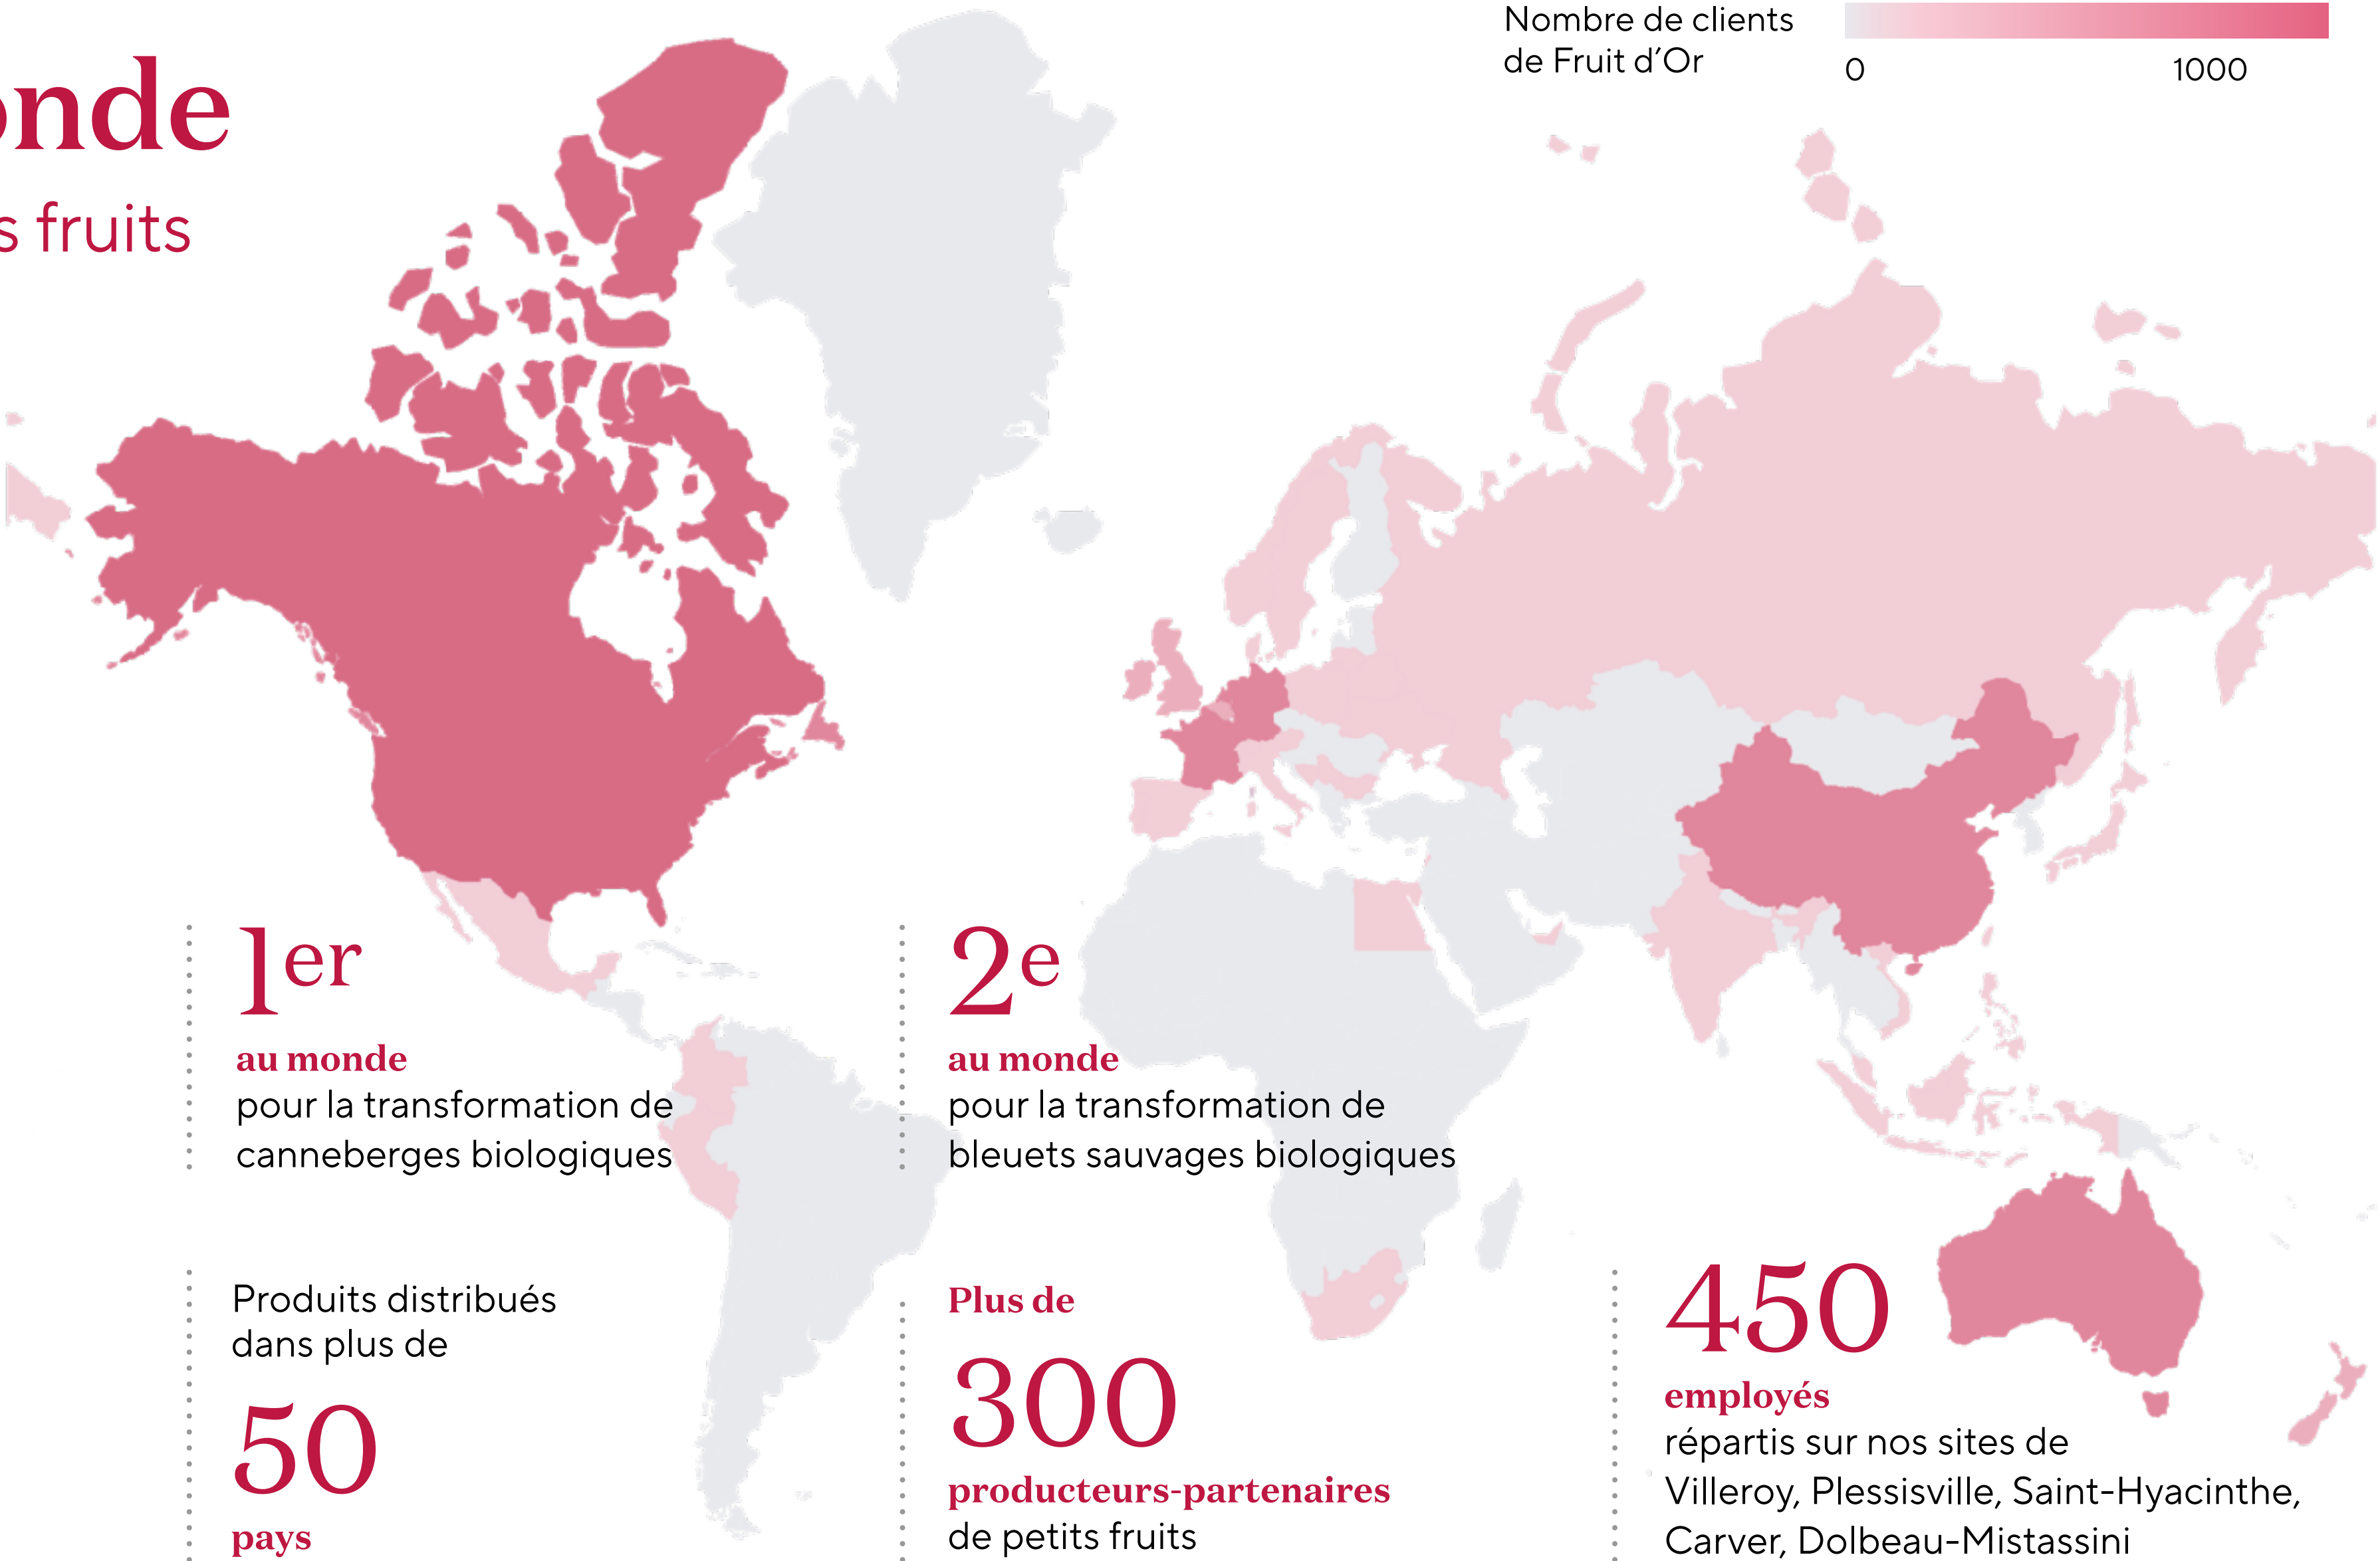 onde
s fruits
Nombre de clients
de Fruit d’Or
0 1000
1er
au monde
pour la transformation de
canneberges biologiques
2e
au monde
pour la transformation de
bleuets sauvages biologiques
Produits distribués
dans plus de
50
pays
Plus de
300
producteurs-partenaires
de petits fruits
450
employés
répartis sur nos sites de
Villeroy, Plessisville, Saint-Hyacinthe,
Carver, Dolbeau-Mistassini